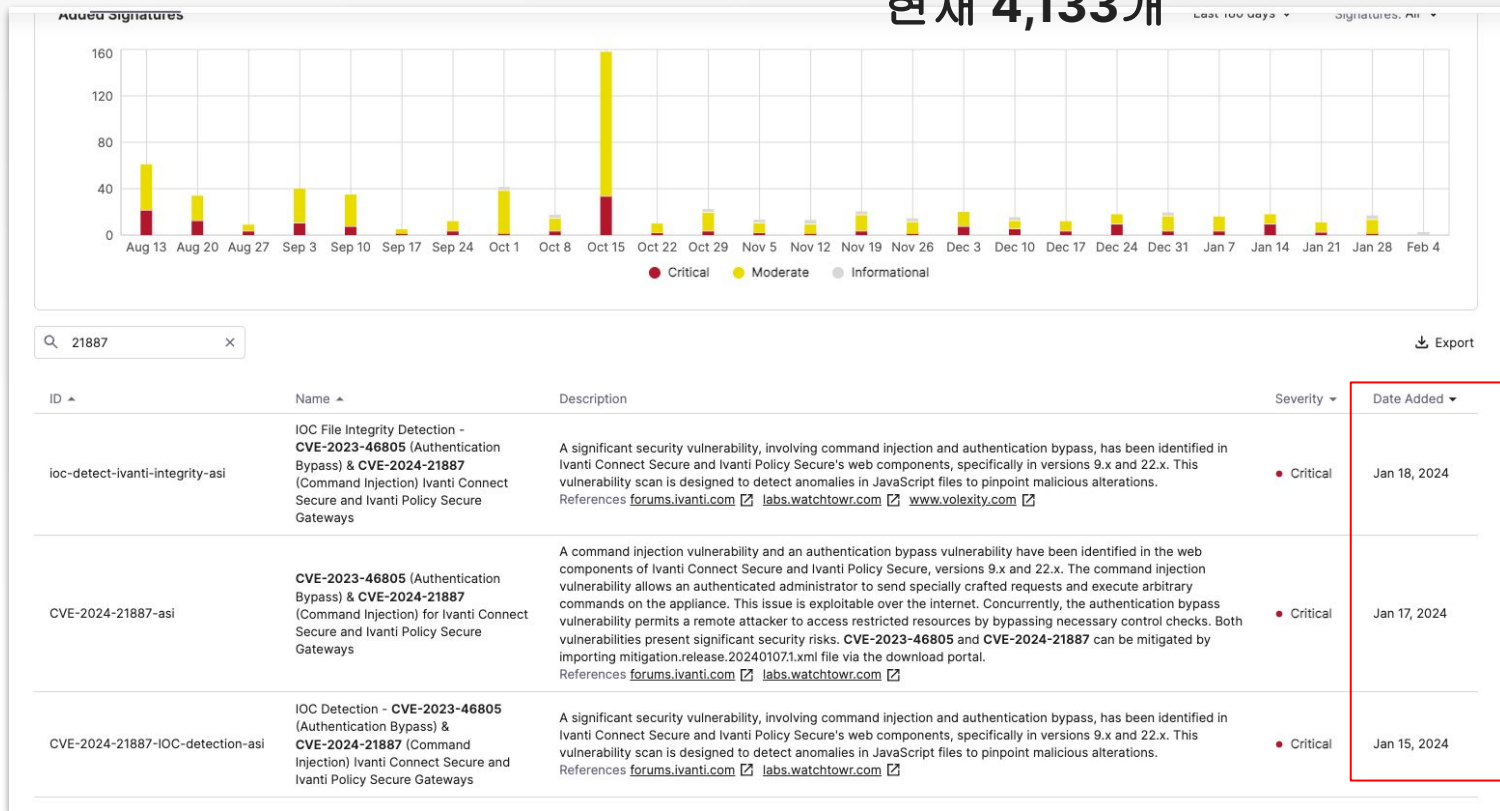 현재 4,133개
Added Signatures
Last 180 days
Signatures: All
160
120
80
40
0
Aug 13 Aug 20 Aug 27 Sep 3 Sep 10 Sep 17 Sep 24 Oct 1 Oct 8 Oct 15 Oct 22 Oct 29 Nov 5 Nov 12 Nov 19 Nov 26 Dec 3 Dec 10 Dec 17 Dec 24 Dec 31 Jan 7 Jan 14 Jan 21 Jan 28 Feb 4
Critical Moderate Informational
21887
Export
ID Name Description Severity Date Added
ioc-detect-ivanti-integrity-asi
IOC File Integrity Detection -
CVE-2023-46805 (Authentication
Bypass) & CVE-2024-21887
(Command Injection) Ivanti Connect
Secure and Ivanti Policy Secure
Gateways
A significant security vulnerability, involving command injection and authentication bypass, has been identified in
Ivanti Connect Secure and Ivanti Policy Secure's web components, specifically in versions 9.x and 22.x. This
vulnerability scan is designed to detect anomalies in JavaScript files to pinpoint malicious alterations.
References forums.ivanti.com labs.watchtowr.com www.volexity.com
Critical
Jan 18, 2024
CVE-2024-21887-asi
CVE-2023-46805 (Authentication
Bypass) & CVE-2024-21887
(Command Injection) for Ivanti Connect
Secure and Ivanti Policy Secure
Gateways
A command injection vulnerability and an authentication bypass vulnerability have been identified in the web
components of Ivanti Connect Secure and Ivanti Policy Secure, versions 9.x and 22.x. The command injection
vulnerability allows an authenticated administrator to send specially crafted requests and execute arbitrary
commands on the appliance. This issue is exploitable over the internet. Concurrently, the authentication bypass
vulnerability permits a remote attacker to access restricted resources by bypassing necessary control checks. Both
vulnerabilities present significant security risks. CVE-2023-46805 and CVE-2024-21887 can be mitigated by
importing mitigation.release.20240107.1.xml file via the download portal.
References forums.ivanti.com labs.watchtowr.com
Critical
Jan 17, 2024
CVE-2024-21887-IOC-detection-asi
IOC Detection - CVE-2023-46805
(Authentication Bypass) &
CVE-2024-21887 (Command
Injection) Ivanti Connect Secure and
Ivanti Policy Secure Gateways
A significant security vulnerability, involving command injection and authentication bypass, has been identified in
Ivanti Connect Secure and Ivanti Policy Secure's web components, specifically in versions 9.x and 22.x. This
vulnerability scan is designed to detect anomalies in JavaScript files to pinpoint malicious alterations.
References forums.ivanti.com labs.watchtowr.com
Critical
Jan 15, 2024